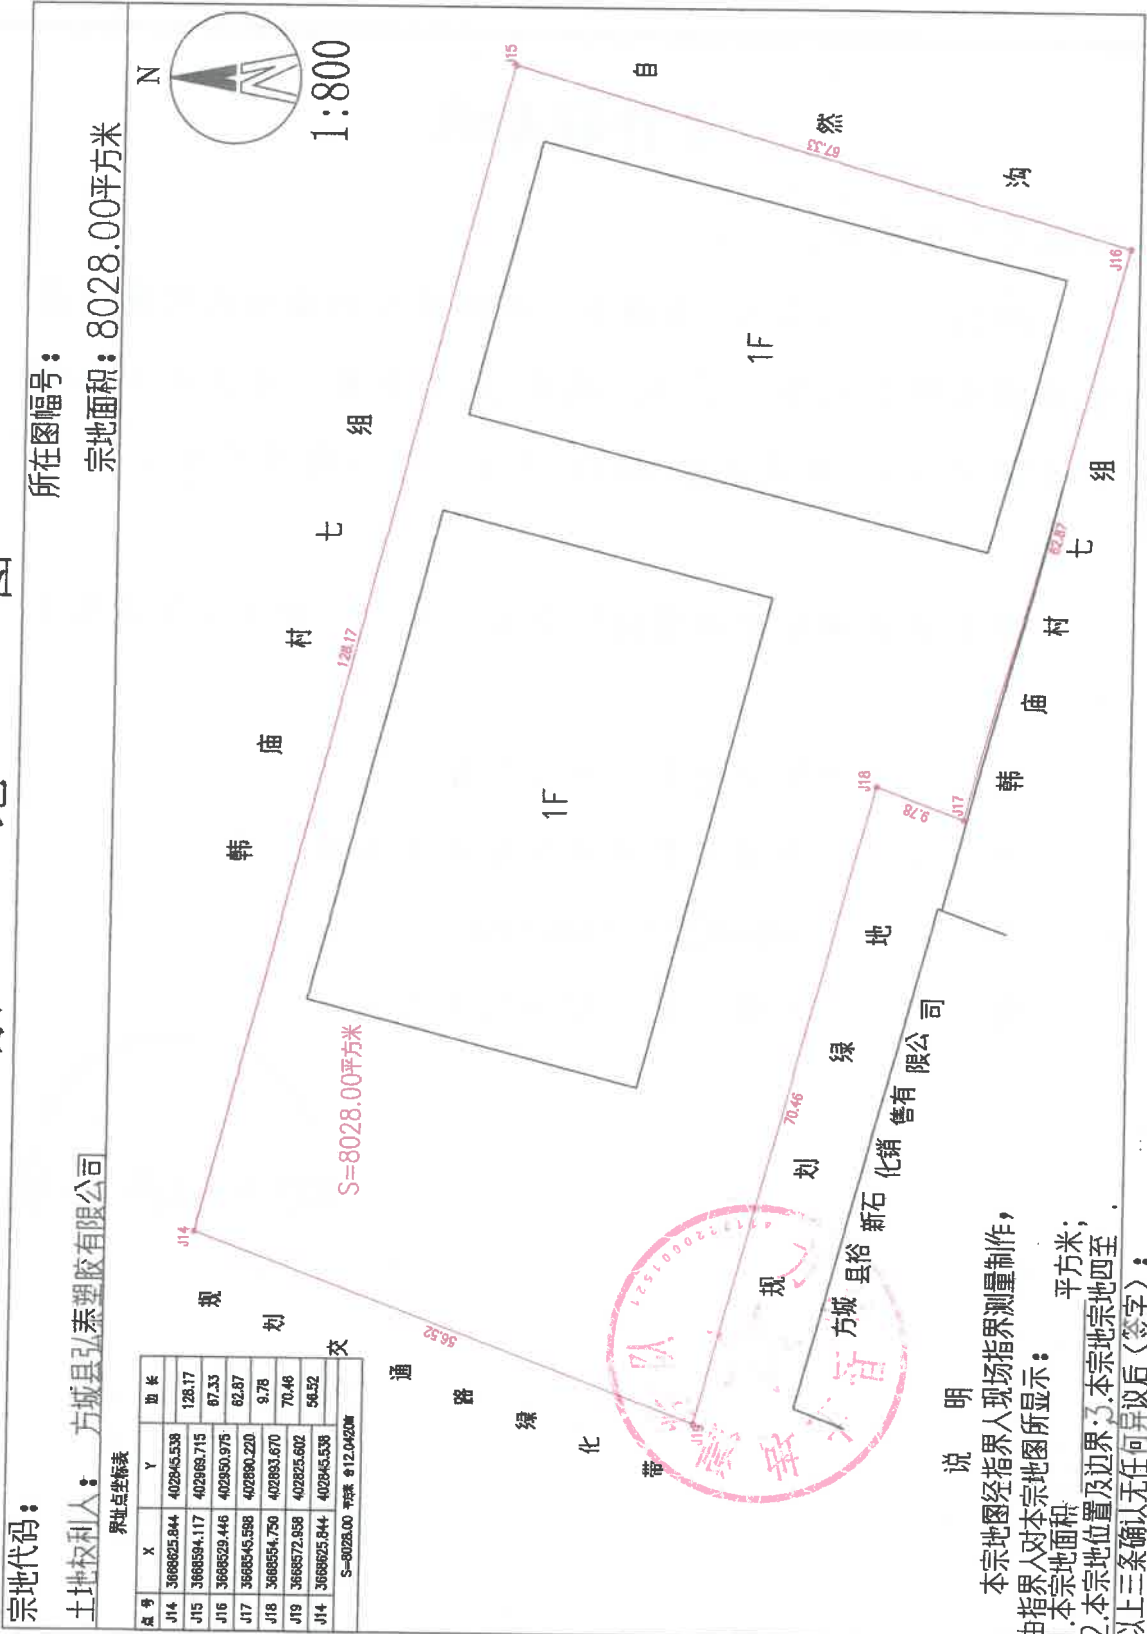 宗地代码：
所在图幅号：
土地权利人： 方城县弘泰塑胶有限公司
宗地面积：8028.00平方米
界址点坐标表
点号 X Y 边长
J14 3668625.844 402845.538
128.17
J15 3668594.117 402969.715
67.33
J16 3668529.446 402950.975
62.87
J17 3668545.598 402890.220
9.78
J18 3668554.750 402893.670
70.46
J19 3668572.958 402825.602
56.52
J14 3668625.844 402845.538
S=8028.00 平方米 合12.0420亩
N
1:800
J14
J15
J16
J17
J18
J19
128.17
67.33
62.87
9.78
70.46
56.52
韩庙村七组
自然沟
韩庙村七组
规划绿地
规划交通路绿化带
1F
1F
S=8028.00平方米
方城县裕新石化销售有限公司
4113220001521
说明
本宗地图经指界人现场指界测量制作，
由指界人对本宗地图所显示：
.本宗地面积 平方米；
2.本宗地位置及边界；3.本宗地宗地四至
以上三条确认无任何异议后（签字）：